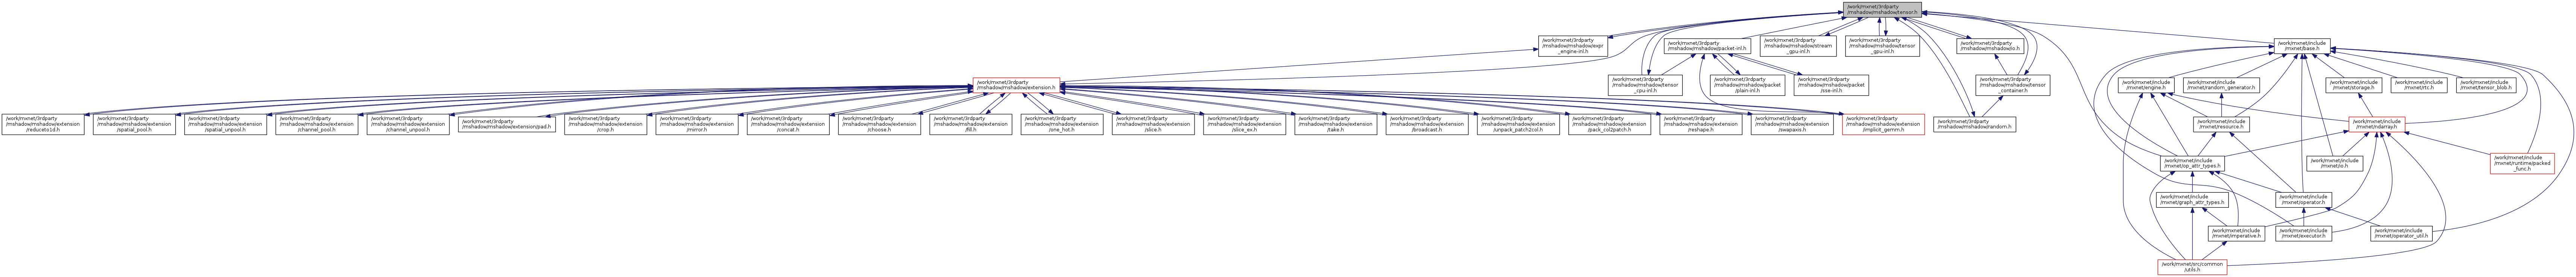 /work/mxnet/3rdparty
/mshadow/mshadow/tensor.h
/work/mxnet/3rdparty
/mshadow/mshadow/expr
_engine-inl.h
/work/mxnet/3rdparty
/mshadow/mshadow/packet-inl.h
/work/mxnet/3rdparty
/mshadow/mshadow/stream
_gpu-inl.h
/work/mxnet/3rdparty
/mshadow/mshadow/tensor
_gpu-inl.h
/work/mxnet/3rdparty
/mshadow/mshadow/io.h
/work/mxnet/include
/mxnet/base.h
/work/mxnet/3rdparty
/mshadow/mshadow/extension.h
/work/mxnet/3rdparty
/mshadow/mshadow/tensor
_cpu-inl.h
/work/mxnet/3rdparty
/mshadow/mshadow/packet
/plain-inl.h
/work/mxnet/3rdparty
/mshadow/mshadow/packet
/sse-inl.h
/work/mxnet/3rdparty
/mshadow/mshadow/tensor
_container.h
/work/mxnet/include
/mxnet/engine.h
/work/mxnet/include
/mxnet/random_generator.h
/work/mxnet/include
/mxnet/storage.h
/work/mxnet/include
/mxnet/rtc.h
/work/mxnet/include
/mxnet/tensor_blob.h
/work/mxnet/3rdparty
/mshadow/mshadow/extension
/reduceto1d.h
/work/mxnet/3rdparty
/mshadow/mshadow/extension
/spatial_pool.h
/work/mxnet/3rdparty
/mshadow/mshadow/extension
/spatial_unpool.h
/work/mxnet/3rdparty
/mshadow/mshadow/extension
/channel_pool.h
/work/mxnet/3rdparty
/mshadow/mshadow/extension
/channel_unpool.h
/work/mxnet/3rdparty
/mshadow/mshadow/extension/pad.h
/work/mxnet/3rdparty
/mshadow/mshadow/extension
/crop.h
/work/mxnet/3rdparty
/mshadow/mshadow/extension
/mirror.h
/work/mxnet/3rdparty
/mshadow/mshadow/extension
/concat.h
/work/mxnet/3rdparty
/mshadow/mshadow/extension
/choose.h
/work/mxnet/3rdparty
/mshadow/mshadow/extension
/fill.h
/work/mxnet/3rdparty
/mshadow/mshadow/extension
/one_hot.h
/work/mxnet/3rdparty
/mshadow/mshadow/extension
/slice.h
/work/mxnet/3rdparty
/mshadow/mshadow/extension
/slice_ex.h
/work/mxnet/3rdparty
/mshadow/mshadow/extension
/take.h
/work/mxnet/3rdparty
/mshadow/mshadow/extension
/broadcast.h
/work/mxnet/3rdparty
/mshadow/mshadow/extension
/unpack_patch2col.h
/work/mxnet/3rdparty
/mshadow/mshadow/extension
/pack_col2patch.h
/work/mxnet/3rdparty
/mshadow/mshadow/extension
/reshape.h
/work/mxnet/3rdparty
/mshadow/mshadow/extension
/swapaxis.h
/work/mxnet/3rdparty
/mshadow/mshadow/extension
/implicit_gemm.h
/work/mxnet/3rdparty
/mshadow/mshadow/random.h
/work/mxnet/include
/mxnet/resource.h
/work/mxnet/include
/mxnet/ndarray.h
/work/mxnet/include
/mxnet/op_attr_types.h
/work/mxnet/include
/mxnet/io.h
/work/mxnet/include
/mxnet/runtime/packed
_func.h
/work/mxnet/include
/mxnet/graph_attr_types.h
/work/mxnet/include
/mxnet/operator.h
/work/mxnet/include
/mxnet/imperative.h
/work/mxnet/include
/mxnet/executor.h
/work/mxnet/include
/mxnet/operator_util.h
/work/mxnet/src/common
/utils.h